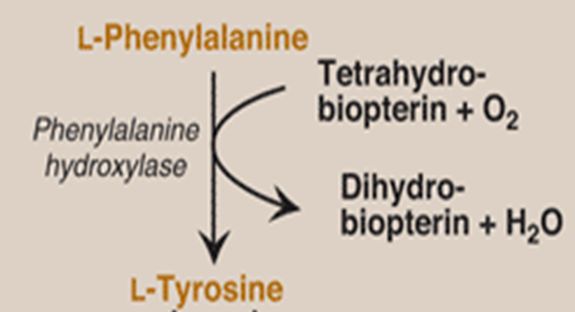 L-Phenylalanine
Tetrahydro-
biopterin + O₂
Phenylalanine
hydroxylase
Dihydro-
biopterin + H₂O
L-Tyrosine